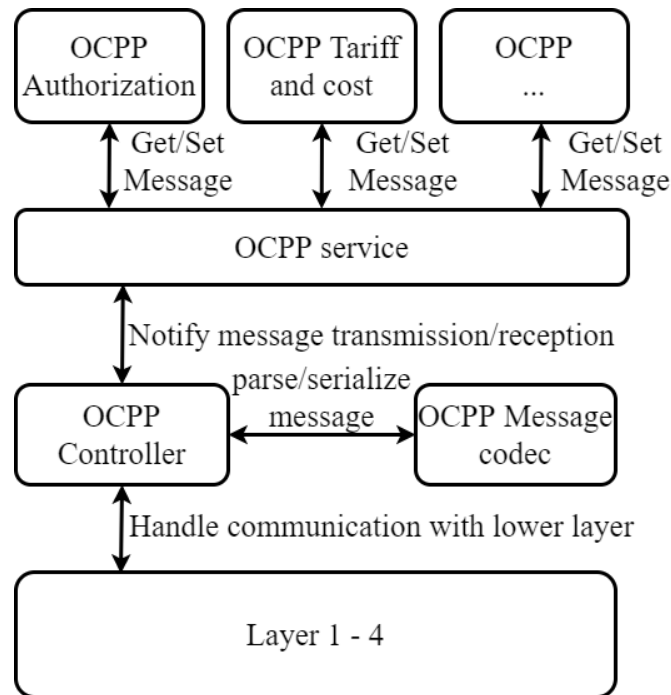 OCPP
Authorization
OCPP Tariff
and cost
OCPP
...
Get/Set
Message
Get/Set
Message
Get/Set
Message
OCPP service
Notify message transmission/reception
parse/serialize
message
OCPP
Controller
OCPP Message
codec
Handle communication with lower layer
Layer 1 - 4